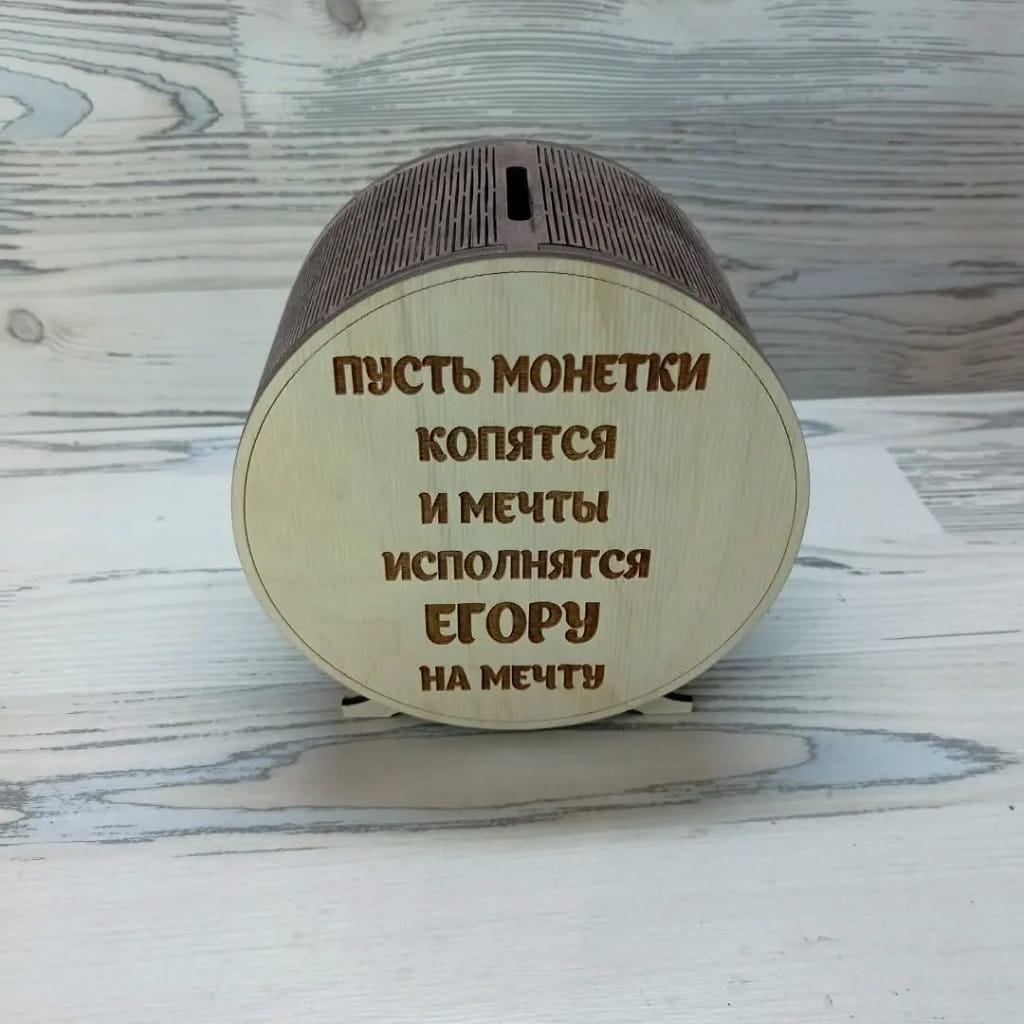 ПУСТЬ МОНЕТКИ
КОПЯТСЯ
И МЕЧТЫ
ИСПОЛНЯТСЯ
ЕГОРУ
НА МЕЧТУ